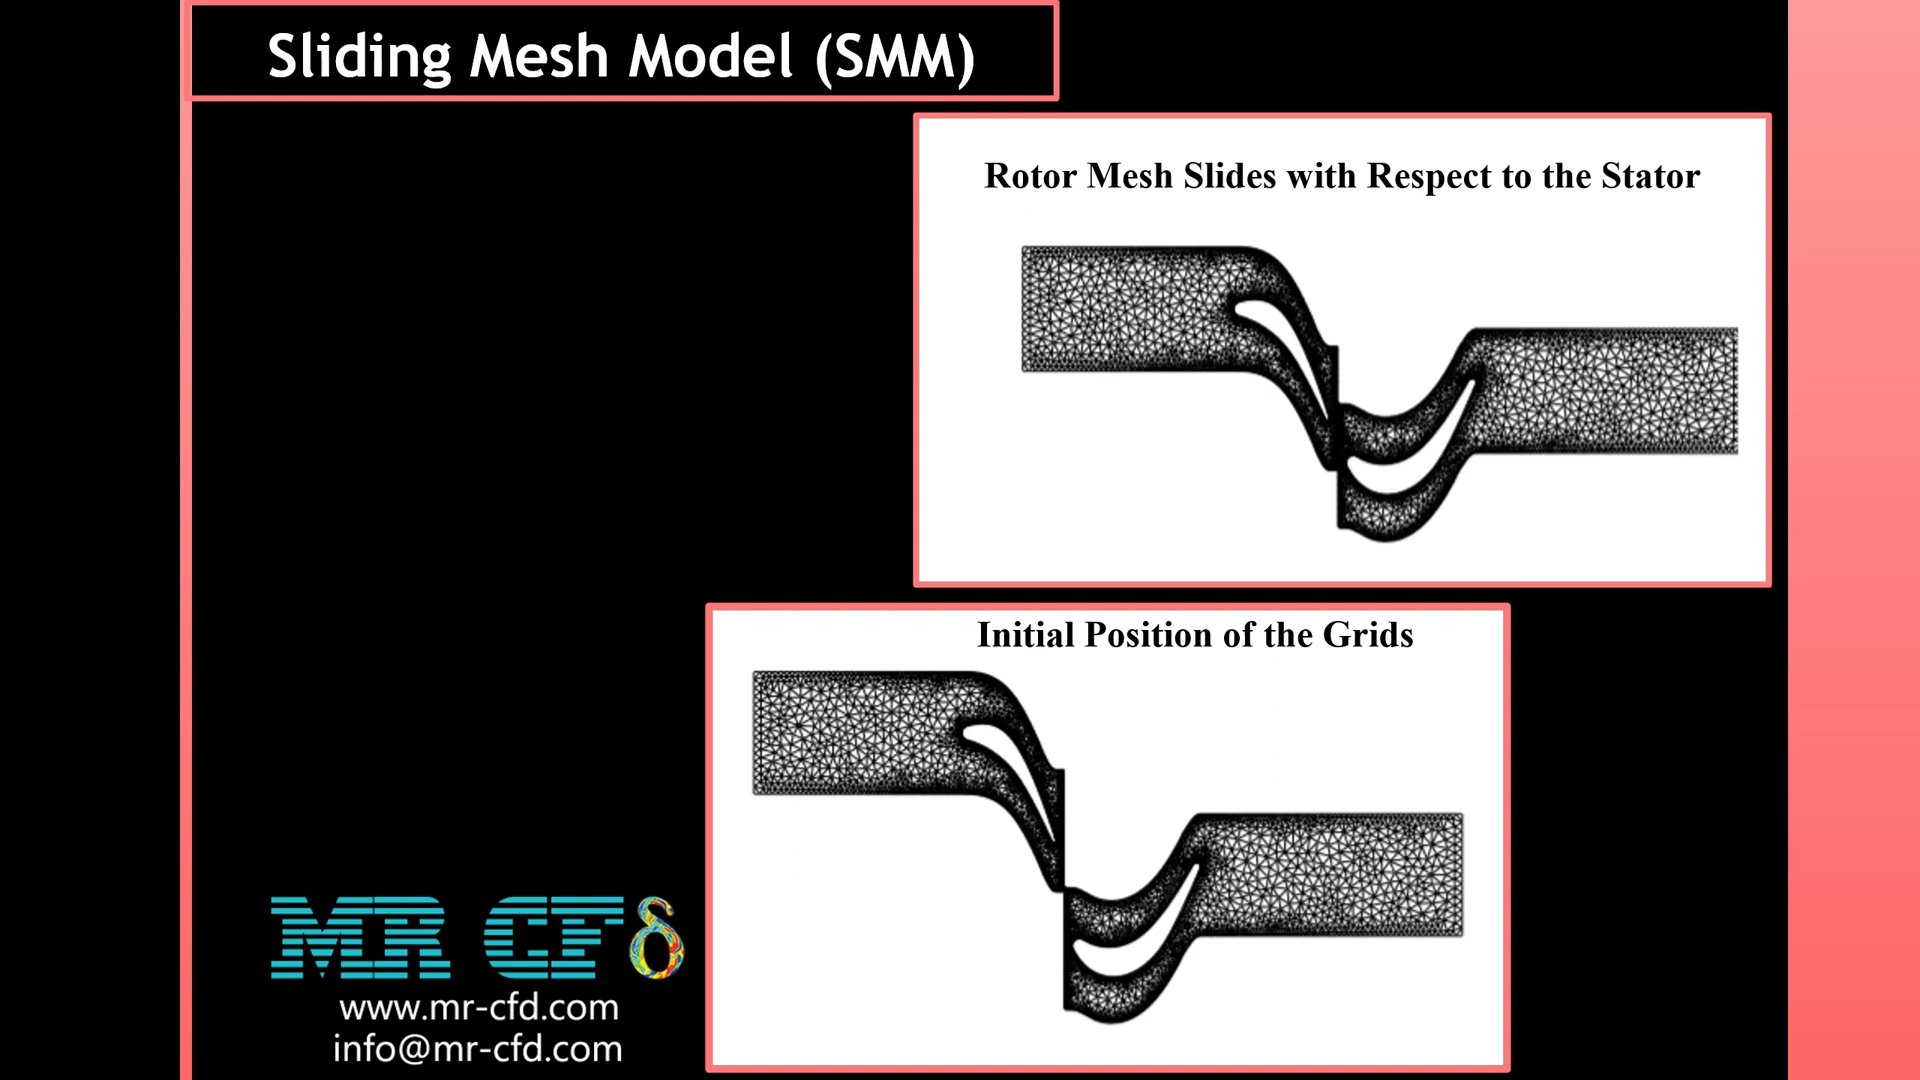 Sliding Mesh Model (SMM)
Rotor Mesh Slides with Respect to the Stator
Initial Position of the Grids
MR CFδ
www.mr-cfd.com
info@mr-cfd.com